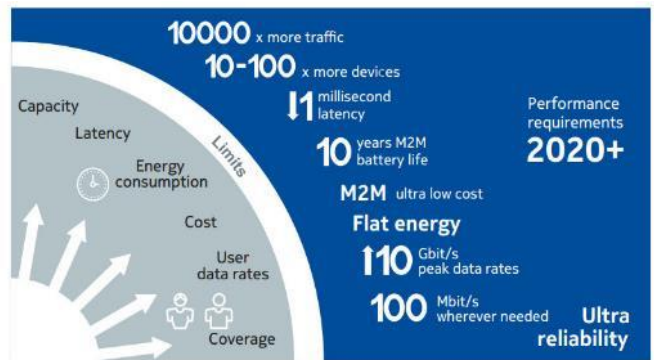 10000 x more traffic
10-100 x more devices
↓1 millisecond
latency
10 years M2M
battery life
M2M ultra low cost
Flat energy
↑10 Gbit/s
peak data rates
100 Mbit/s
wherever needed
Ultra
reliability
Performance
requirements
2020+
Limits
Capacity
Latency
Energy
consumption
Cost
User
data rates
Coverage